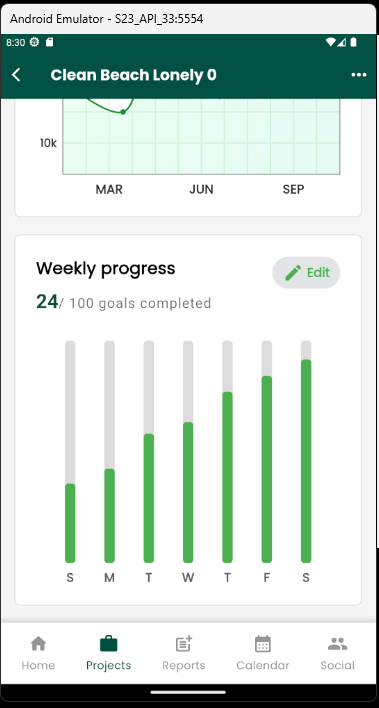 Android Emulator - S23_API_33:5554
8:30
Clean Beach Lonely 0
10k
MAR JUN SEP
Weekly progress
Edit
24/ 100 goals completed
S M T W T F S
Home Projects Reports Calendar Social